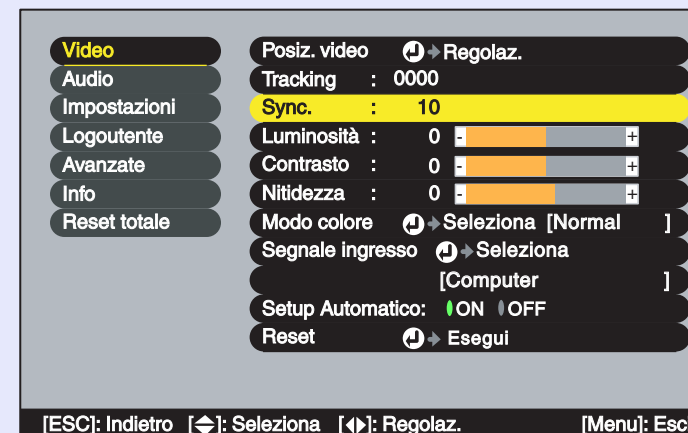 Video
Audio
Impostazioni
Logoutente
Avanzate
Info
Reset totale
Posiz. video Regolaz.
Tracking : 0000
Sync. : 10
Luminosità : 0 - +
Contrasto : 0 - +
Nitidezza : 0 - +
Modo colore Seleziona [Normal ]
Segnale ingresso Seleziona
[Computer ]
Setup Automatico: ON OFF
Reset Esegui
[ESC]: Indietro [ ]: Seleziona [ ]: Regolaz. [Menu]: Esc